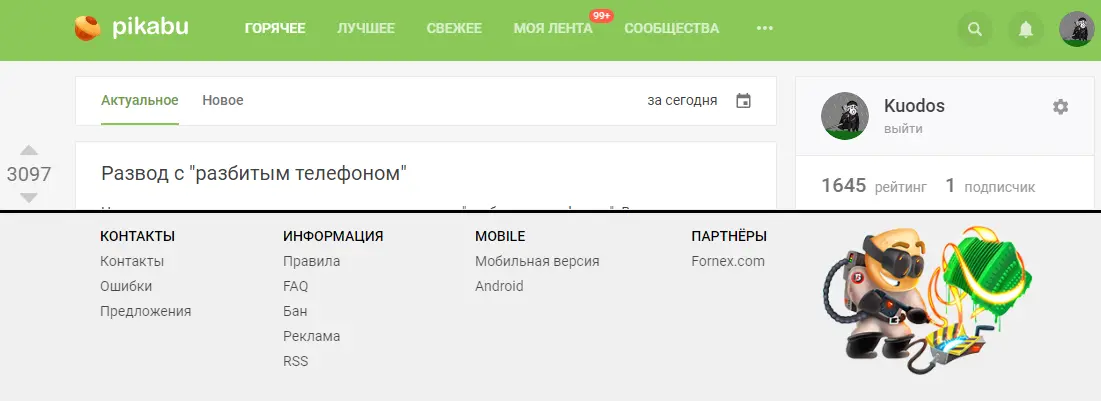 pikabu ГОРЯЧЕЕ ЛУЧШЕЕ СВЕЖЕЕ МОЯ ЛЕНТА 99+ СООБЩЕСТВА
Актуальное Новое за сегодня
Kuodos
выйти
3097
Развод с "разбитым телефоном"
1645 рейтинг 1 подписчик
КОНТАКТЫ ИНФОРМАЦИЯ MOBILE ПАРТНЁРЫ
Контакты Правила Мобильная версия Fornex.com
Ошибки FAQ Android
Предложения Бан
Реклама
RSS